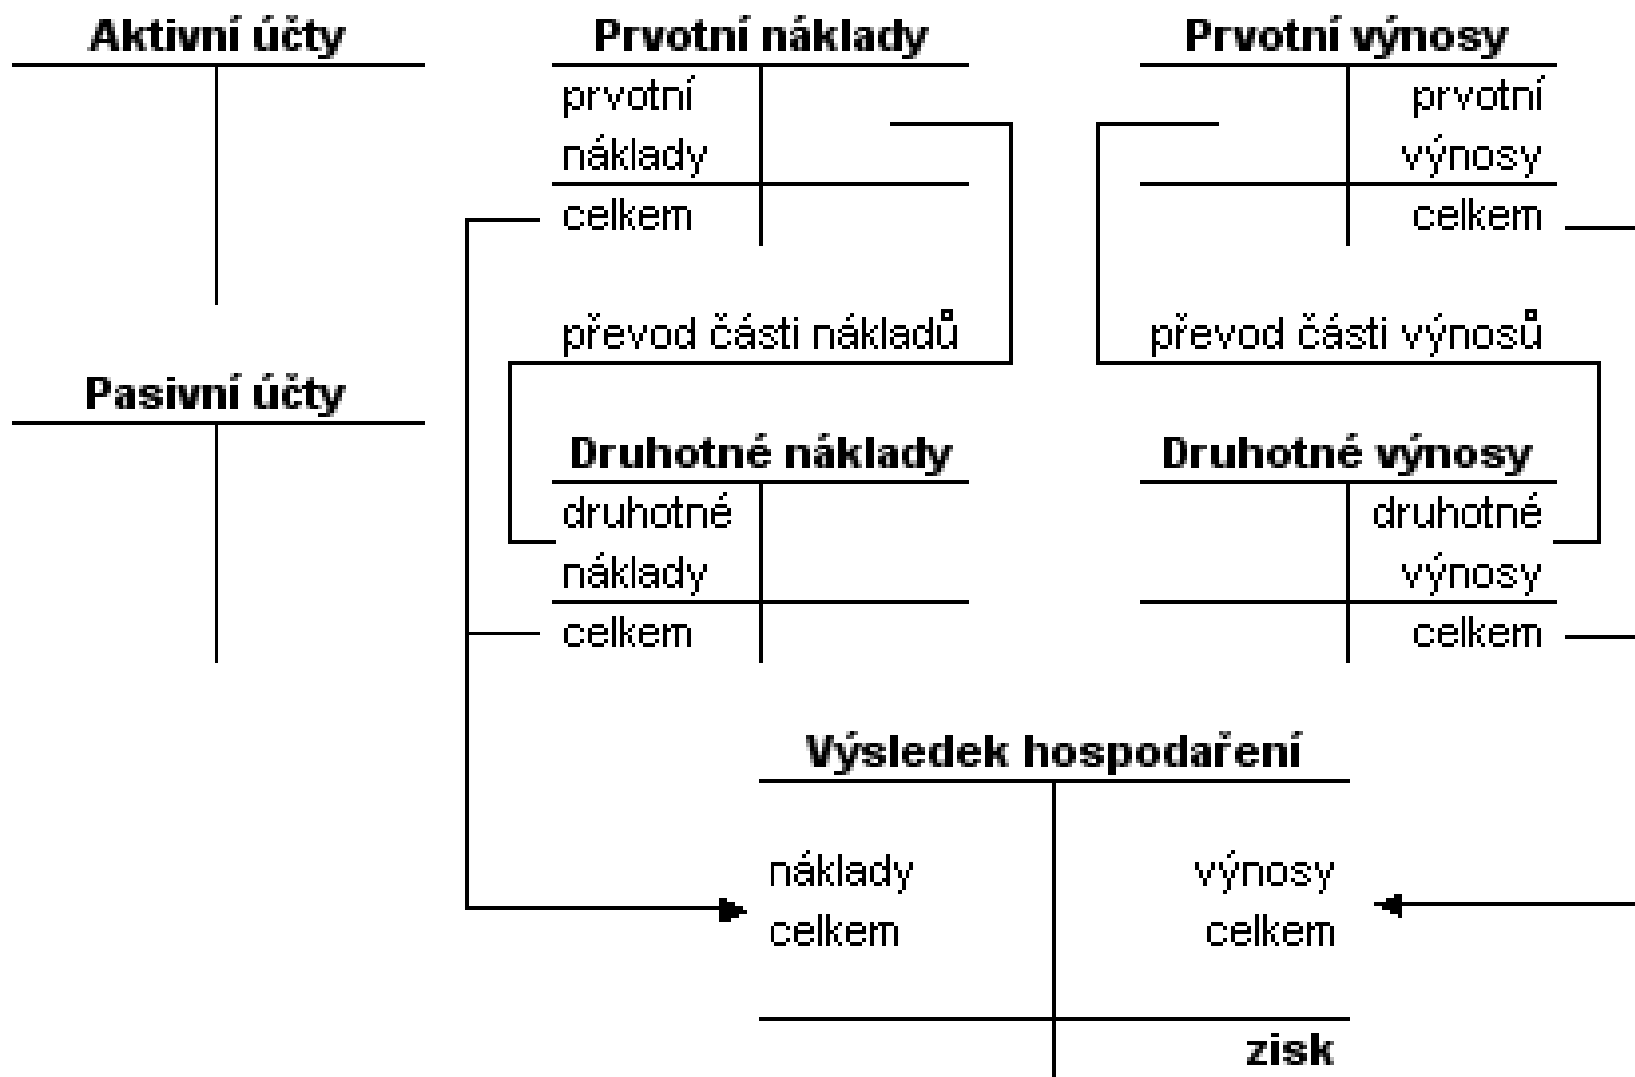 Aktivní účty
Prvotní náklady
prvotní
náklady
celkem
Prvotní výnosy
prvotní
výnosy
celkem
převod části nákladů
převod části výnosů
Pasivní účty
Druhotné náklady
druhotné
náklady
celkem
Druhotné výnosy
druhotné
výnosy
celkem
Výsledek hospodaření
náklady
celkem
výnosy
celkem
zisk